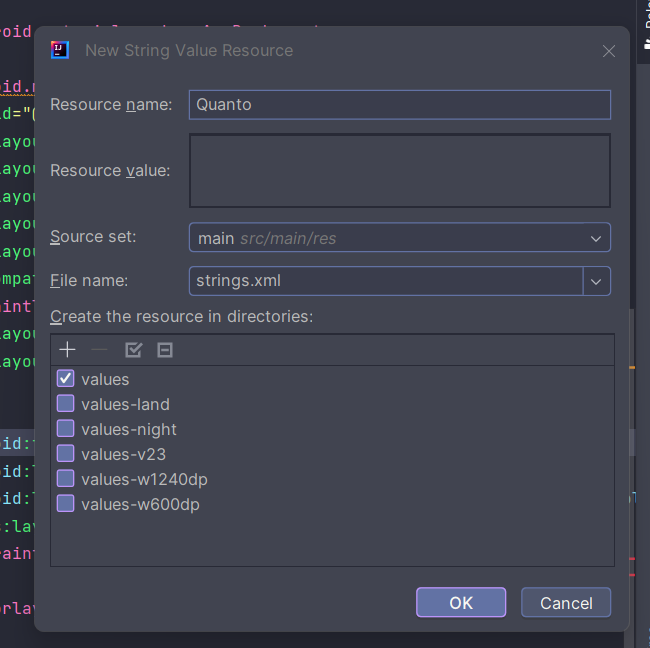 New String Value Resource
Resource name: Quanto
Resource value:
Source set: main src/main/res
File name: strings.xml
Create the resource in directories:
values
values-land
values-night
values-v23
values-w1240dp
values-w600dp
OK Cancel